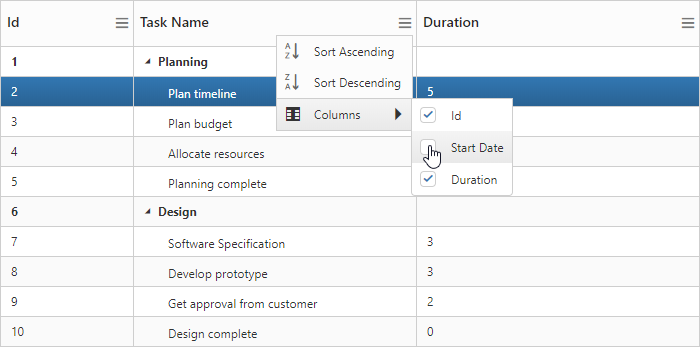 Id Task Name Duration
1 Planning
Sort Ascending
Sort Descending
2 Plan timeline 5
Columns
Id
3 Plan budget
4 Allocate resources
Start Date
5 Planning complete
Duration
6 Design
7 Software Specification 3
8 Develop prototype 3
9 Get approval from customer 2
10 Design complete 0